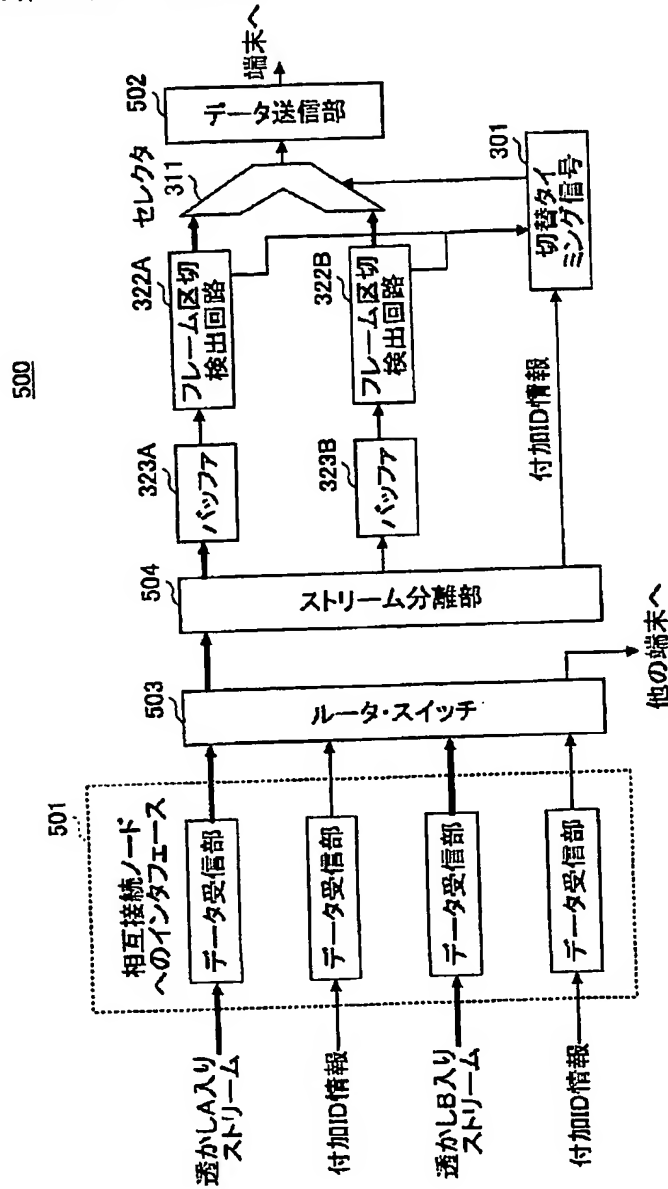 500
透かしA入り
ストリーム
付加ID情報
透かしB入り
ストリーム
付加ID情報
501
相互接続ノード
へのインタフェース
データ受信部
データ受信部
データ受信部
データ受信部
503
ルータ・スイッチ
他の端末へ
504
ストリーム分離部
323A
バッファ
323B
バッファ
付加ID情報
322A
フレーム区切
検出回路
322B
フレーム区切
検出回路
セレクタ
311
301
切替タイ
ミング信号
502
データ送信部
端末へ